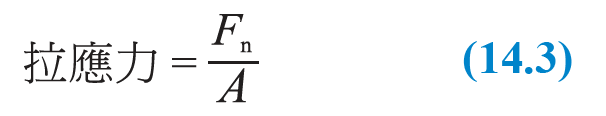 拉應力 = Fₙ/A (14.3)